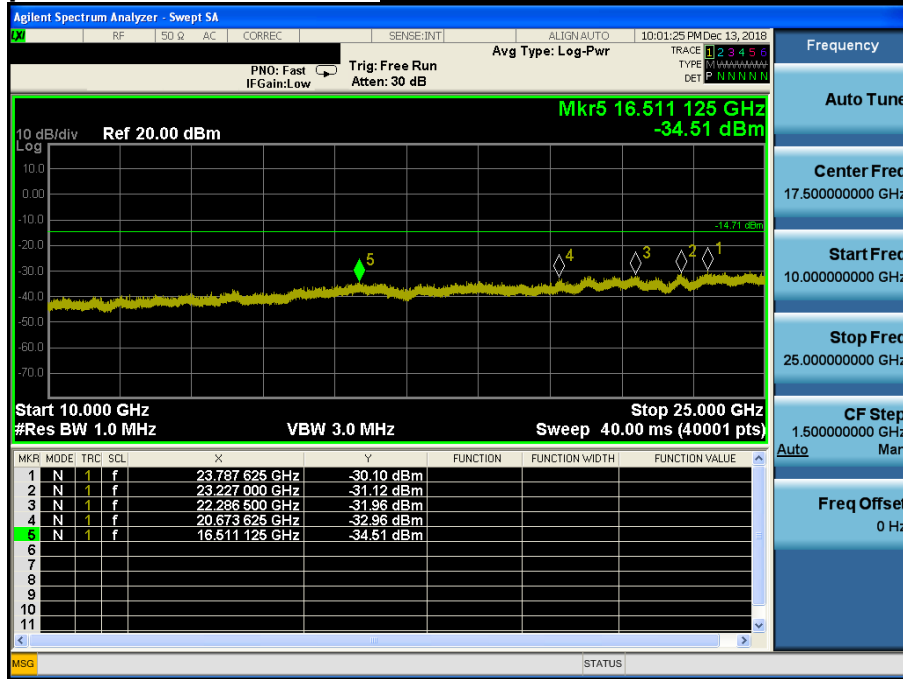 Agilent Spectrum Analyzer - Swept SA
LXI RF 50 Ω AC CORREC SENSE:INT ALIGN AUTO 10:01:25 PM Dec 13, 2018
Frequency
Avg Type: Log-Pwr
TRACE 1 2 3 4 5 6
PNO: Fast Trig: Free Run
TYPE M WWWWW
IFGain:Low Atten: 30 dB
DET P N N N N N
Auto Tune
Mkr5 16.511 125 GHz
10 dB/div Ref 20.00 dBm -34.51 dBm
Log
10.0
0.00
-10.0
-14.71 dBm
-20.0
-30.0
-40.0
-50.0
-60.0
-70.0
5 4 3 2 1
Center Freq
17.500000000 GHz
Start Freq
10.000000000 GHz
Stop Freq
25.000000000 GHz
Start 10.000 GHz Stop 25.000 GHz
#Res BW 1.0 MHz VBW 3.0 MHz Sweep 40.00 ms (40001 pts)
CF Step
1.500000000 GHz
Auto Man
MKR MODE TRC SCL X Y FUNCTION FUNCTION WIDTH FUNCTION VALUE
1 N 1 f 23.787 625 GHz -30.10 dBm
2 N 1 f 23.227 000 GHz -31.12 dBm
3 N 1 f 22.286 500 GHz -31.96 dBm
4 N 1 f 20.673 625 GHz -32.96 dBm
5 N 1 f 16.511 125 GHz -34.51 dBm
6
7
8
9
10
11
Freq Offset
0 Hz
MSG STATUS